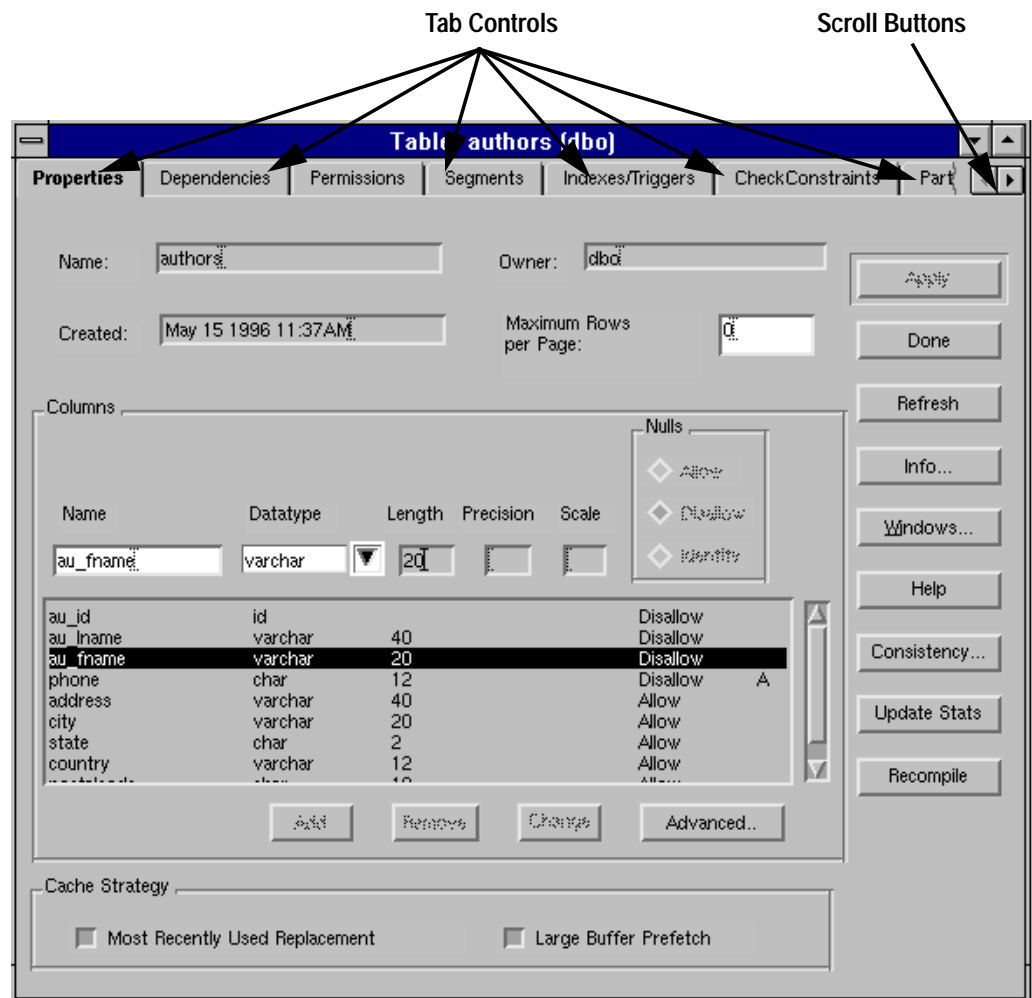 Tab Controls Scroll Buttons
Table authors (dbo)
Properties Dependencies Permissions Segments Indexes/Triggers CheckConstraints Part
Name: authors Owner: dbo
Apply
Created: May 15 1996 11:37AM Maximum Rows
per Page: 0
Done
Columns
Refresh
Nulls
Allow
Info...
Name Datatype Length Precision Scale Disallow
Windows...
au_fname varchar 20 Identity
Help
au_id id Disallow
au_lname varchar 40 Disallow
au_fname varchar 20 Disallow
Consistency...
phone char 12 Disallow A
address varchar 40 Allow
city varchar 20 Allow
Update Stats
state char 2 Allow
country varchar 12 Allow
Recompile
Add Remove Change Advanced..
Cache Strategy
Most Recently Used Replacement Large Buffer Prefetch